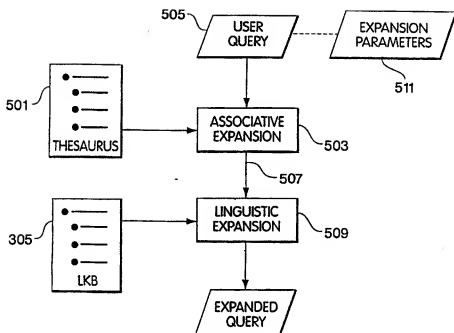 505
USER
QUERY
EXPANSION
PARAMETERS
511
501
THESAURUS
ASSOCIATIVE
EXPANSION
503
507
305
LKB
LINGUISTIC
EXPANSION
509
EXPANDED
QUERY